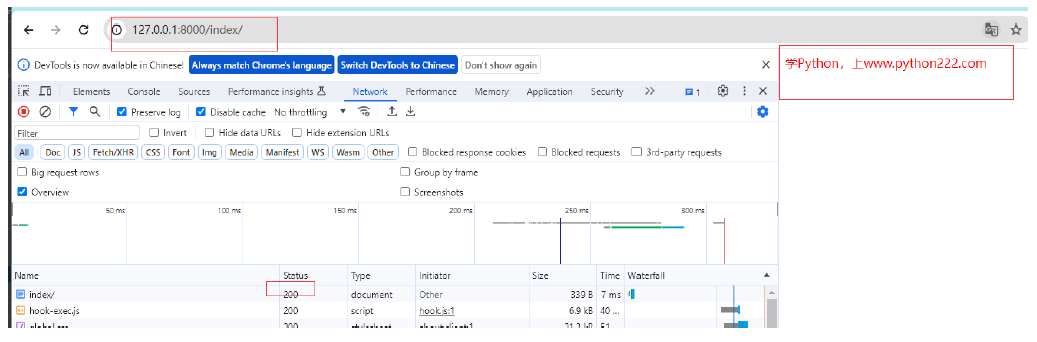 127.0.0.1:8000/index/
DevTools is now available in Chinese! Always match Chrome's language Switch DevTools to Chinese Don't show again
学Python，上www.python222.com
Elements Console Sources Performance insights Network Performance Memory Application Security 1
Preserve log Disable cache No throttling
Filter Invert Hide data URLs Hide extension URLs
All Doc JS Fetch/XHR CSS Font Img Media Manifest WS Wasm Other Blocked response cookies Blocked requests 3rd-party requests
Big request rows Group by frame
Overview Screenshots
50 ms 100 ms 150 ms 200 ms 250 ms 300 ms
Name Status Type Initiator Size Time Waterfall
index/ 200 document Other 339 B 7 ms
hook-exec.js 200 script hook.js:1 6.9 kB 40 ...